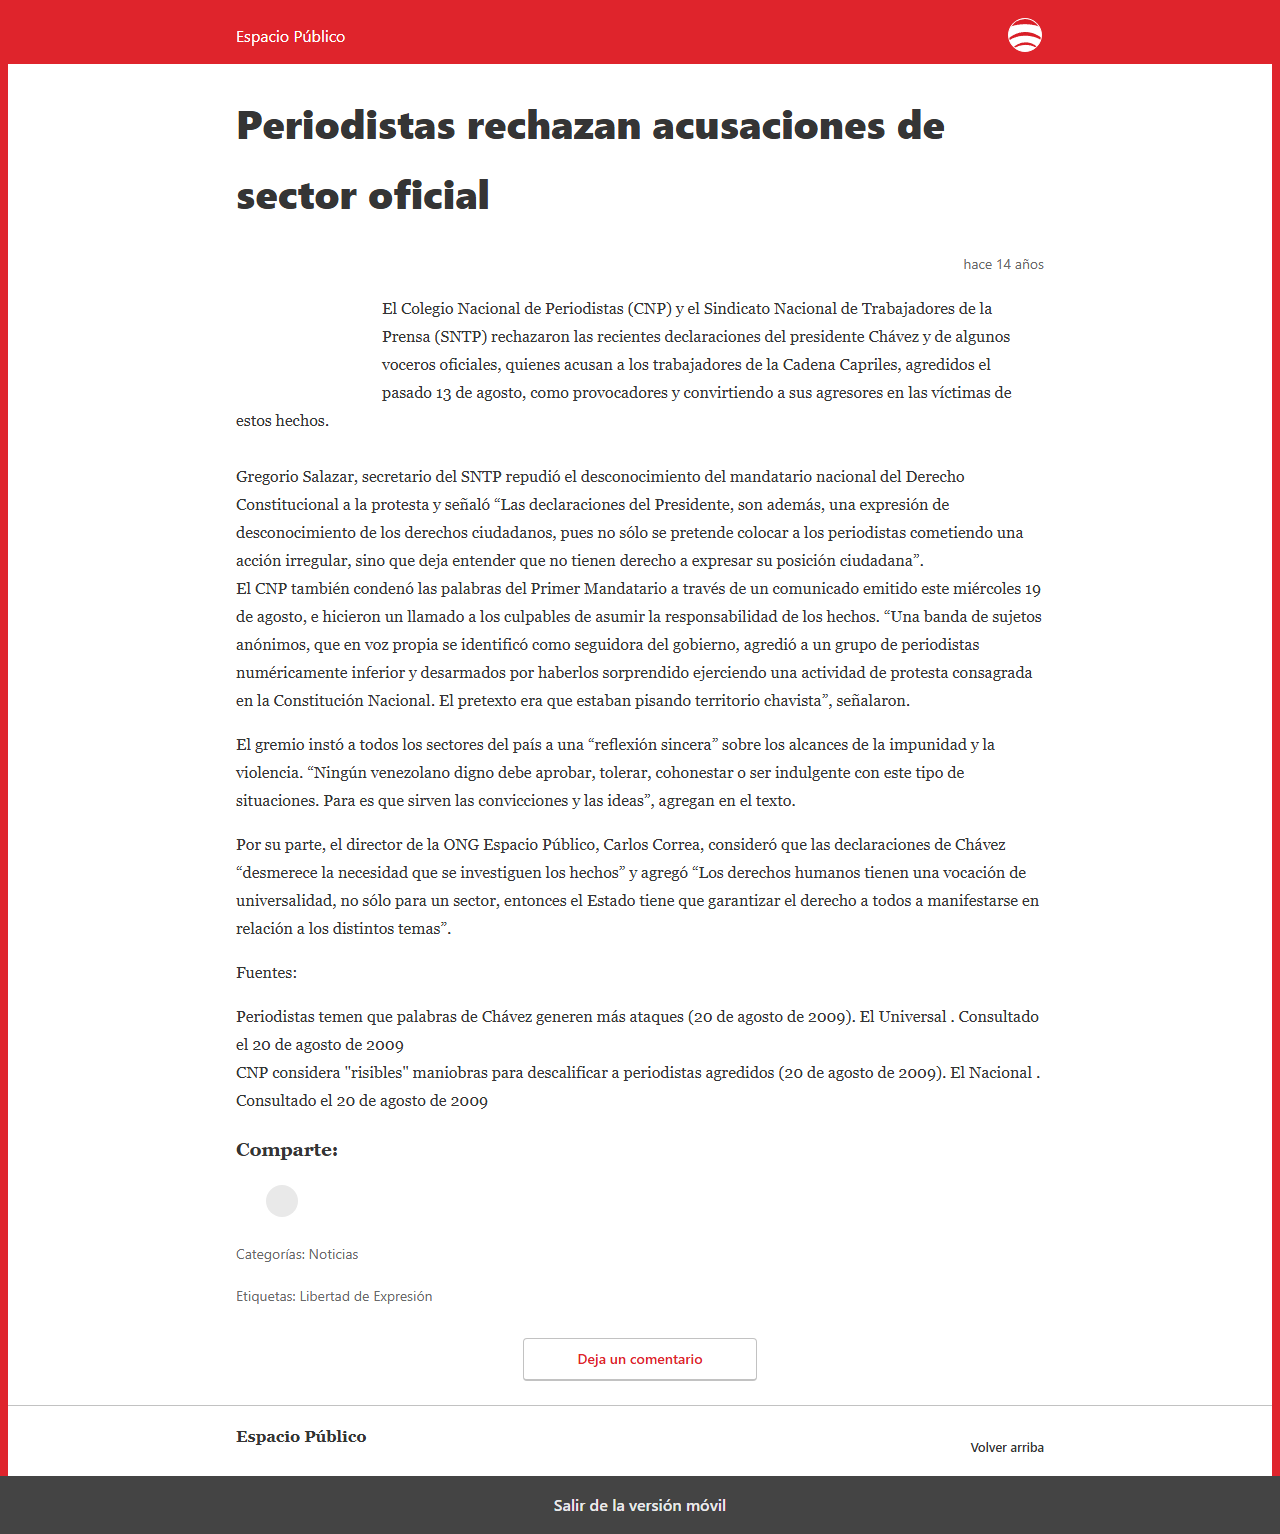 Espacio Público
Periodistas rechazan acusaciones de
sector oficial
hace 14 años
El Colegio Nacional de Periodistas (CNP) y el Sindicato Nacional de Trabajadores de la
Prensa (SNTP) rechazaron las recientes declaraciones del presidente Chávez y de algunos
voceros oficiales, quienes acusan a los trabajadores de la Cadena Capriles, agredidos el
pasado 13 de agosto, como provocadores y convirtiendo a sus agresores en las víctimas de
estos hechos.
Gregorio Salazar, secretario del SNTP repudió el desconocimiento del mandatario nacional del Derecho
Constitucional a la protesta y señaló “Las declaraciones del Presidente, son además, una expresión de
desconocimiento de los derechos ciudadanos, pues no sólo se pretende colocar a los periodistas cometiendo una
acción irregular, sino que deja entender que no tienen derecho a expresar su posición ciudadana”.
El CNP también condenó las palabras del Primer Mandatario a través de un comunicado emitido este miércoles 19
de agosto, e hicieron un llamado a los culpables de asumir la responsabilidad de los hechos. “Una banda de sujetos
anónimos, que en voz propia se identificó como seguidora del gobierno, agredió a un grupo de periodistas
numéricamente inferior y desarmados por haberlos sorprendido ejerciendo una actividad de protesta consagrada
en la Constitución Nacional. El pretexto era que estaban pisando territorio chavista”, señalaron.
El gremio instó a todos los sectores del país a una “reflexión sincera” sobre los alcances de la impunidad y la
violencia. “Ningún venezolano digno debe aprobar, tolerar, cohonestar o ser indulgente con este tipo de
situaciones. Para es que sirven las convicciones y las ideas”, agregan en el texto.
Por su parte, el director de la ONG Espacio Público, Carlos Correa, consideró que las declaraciones de Chávez
“desmerece la necesidad que se investiguen los hechos” y agregó “Los derechos humanos tienen una vocación de
universalidad, no sólo para un sector, entonces el Estado tiene que garantizar el derecho a todos a manifestarse en
relación a los distintos temas”.
Fuentes:
Periodistas temen que palabras de Chávez generen más ataques (20 de agosto de 2009). El Universal . Consultado
el 20 de agosto de 2009
CNP considera "risibles" maniobras para descalificar a periodistas agredidos (20 de agosto de 2009). El Nacional .
Consultado el 20 de agosto de 2009
Comparte:
Categorías: Noticias
Etiquetas: Libertad de Expresión
Deja un comentario
Espacio Público
Volver arriba
Salir de la versión móvil